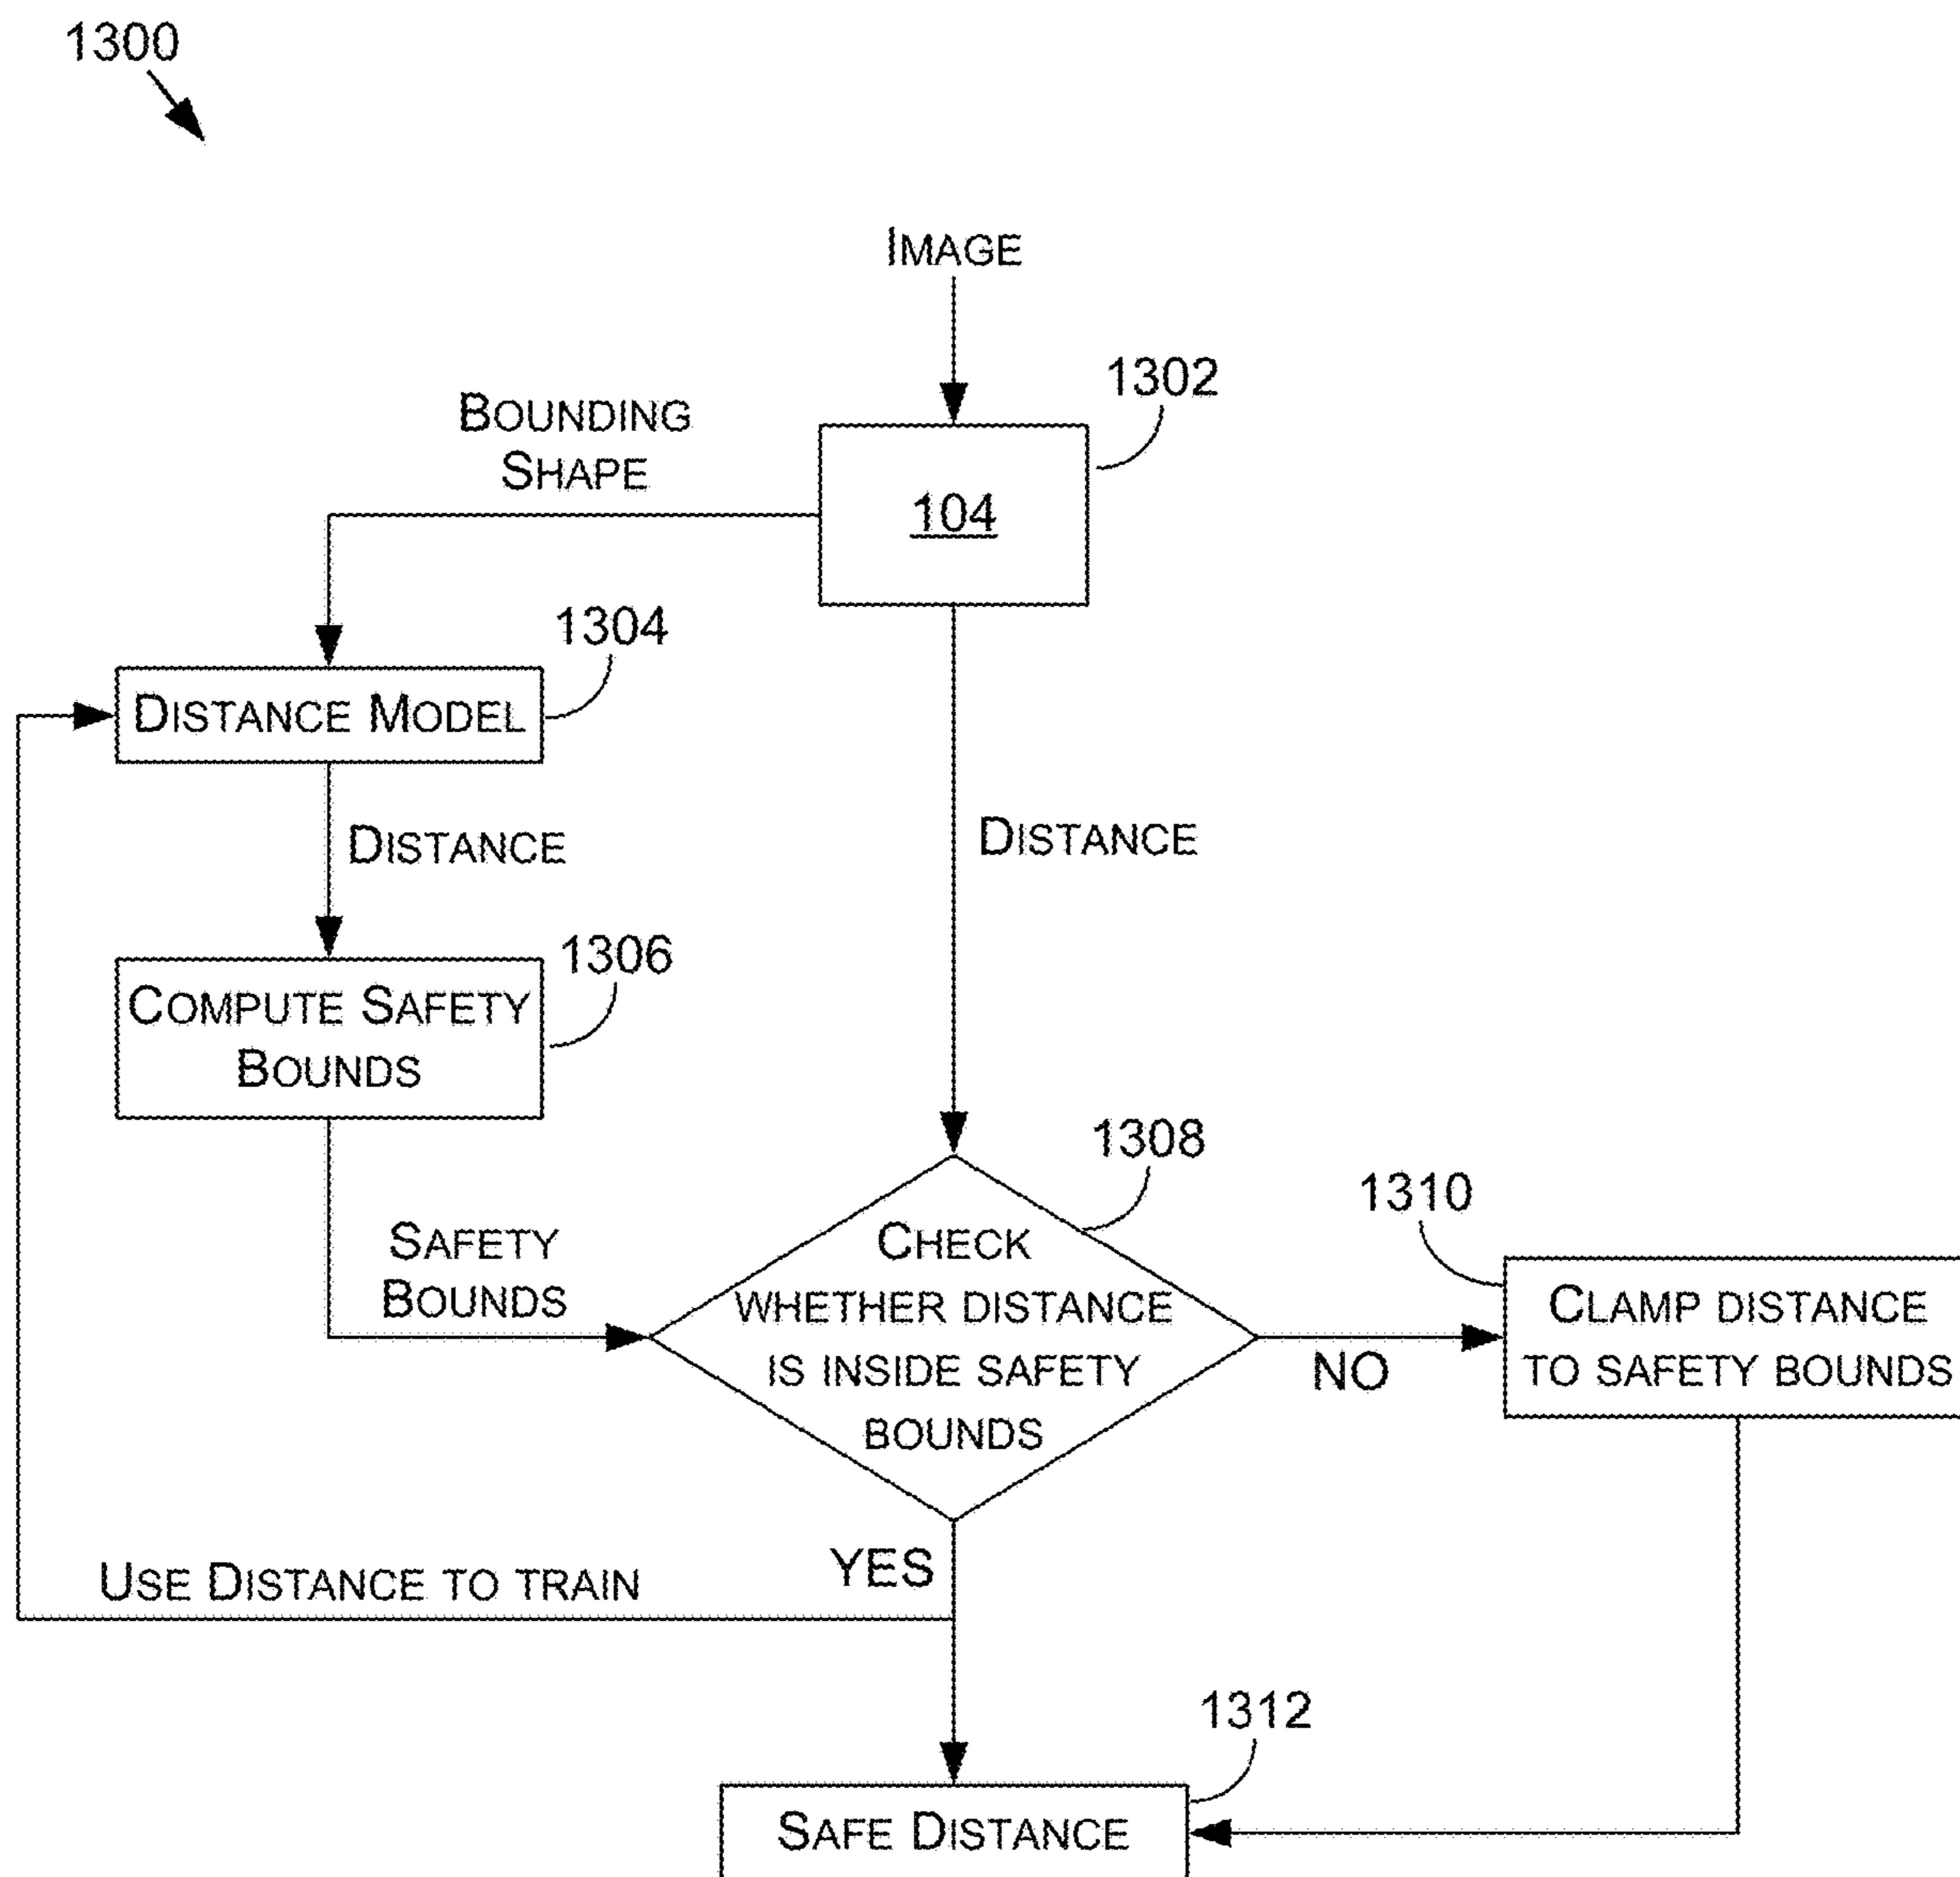 1300
IMAGE
1302
BOUNDING
SHAPE
104
1304
DISTANCE MODEL
DISTANCE
DISTANCE
1306
COMPUTE SAFETY
BOUNDS
1308
1310
SAFETY
BOUNDS
CHECK
WHETHER DISTANCE
IS INSIDE SAFETY
BOUNDS
NO
CLAMP DISTANCE
TO SAFETY BOUNDS
USE DISTANCE TO TRAIN
YES
1312
SAFE DISTANCE